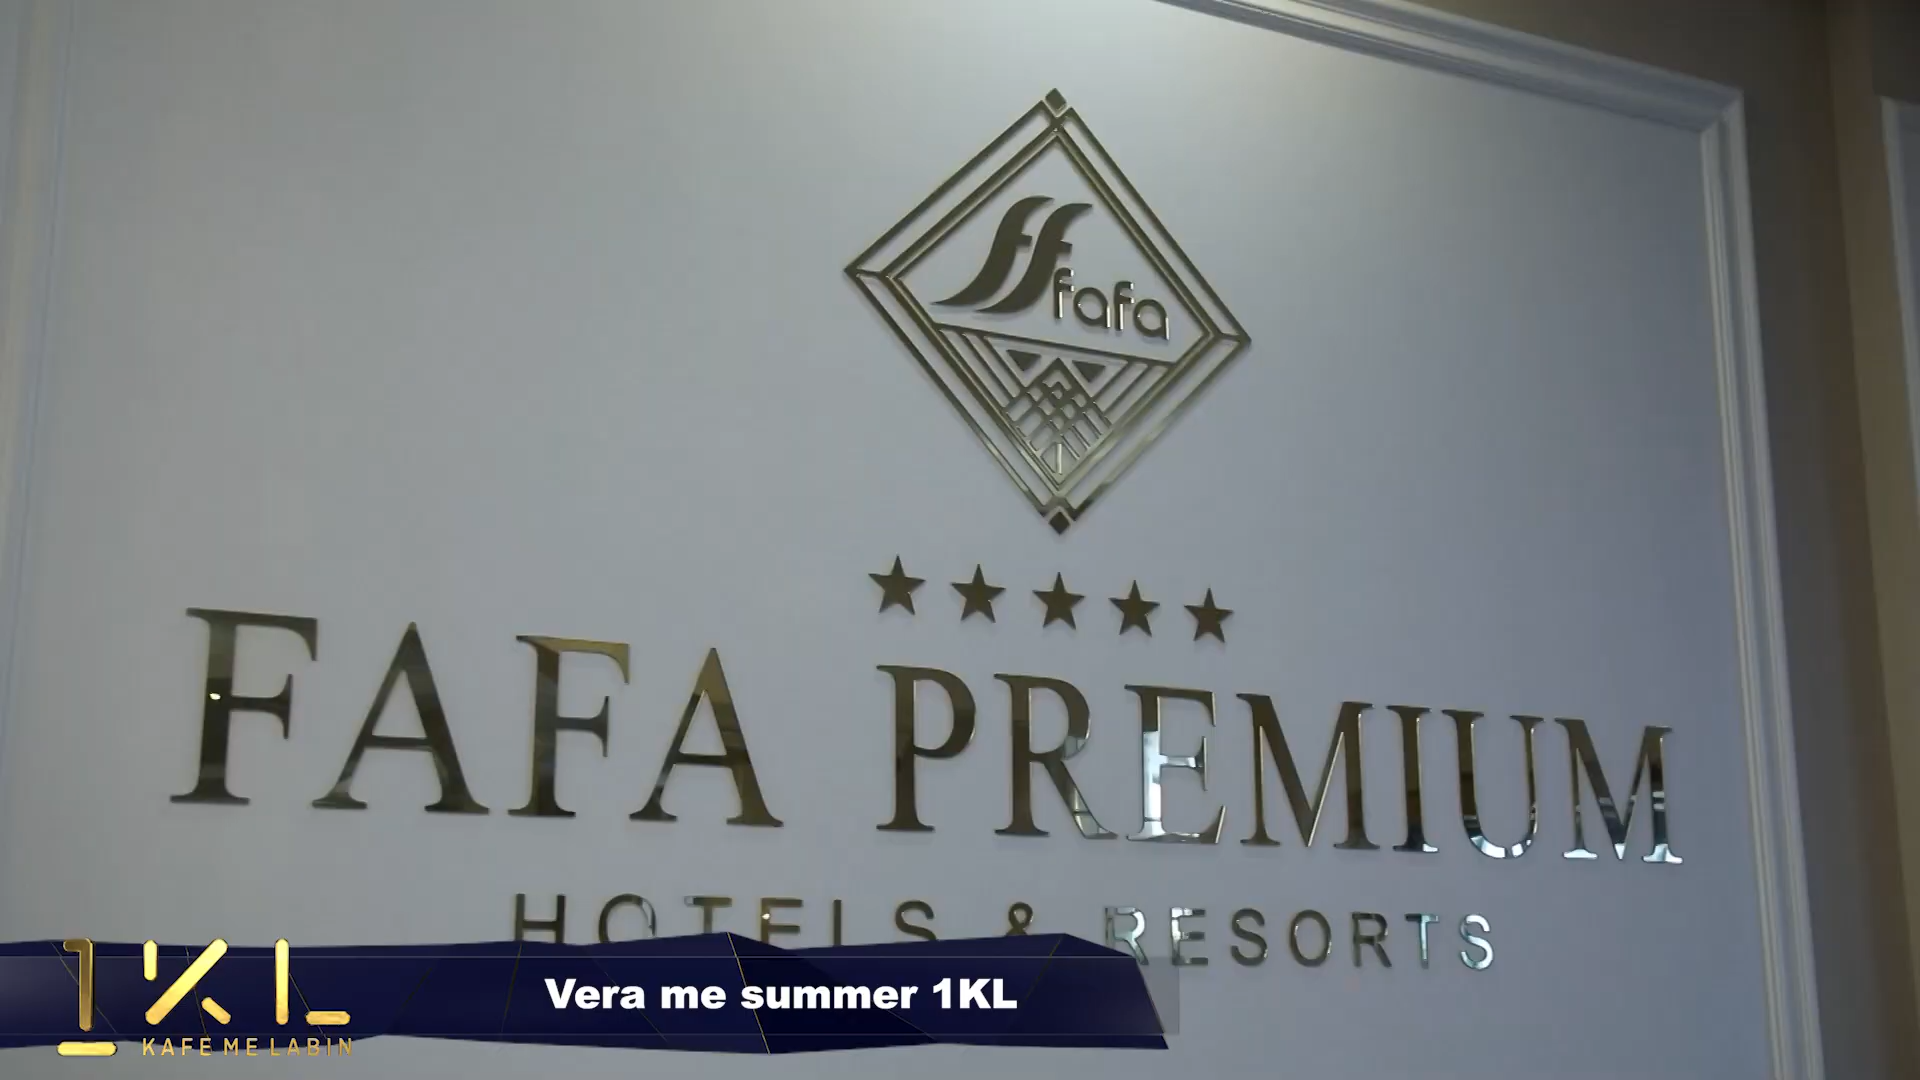 fafa
FAFA PREMIUM
HOTELS & RESORTS
1KL
KAFE ME LABIN
Vera me summer 1KL